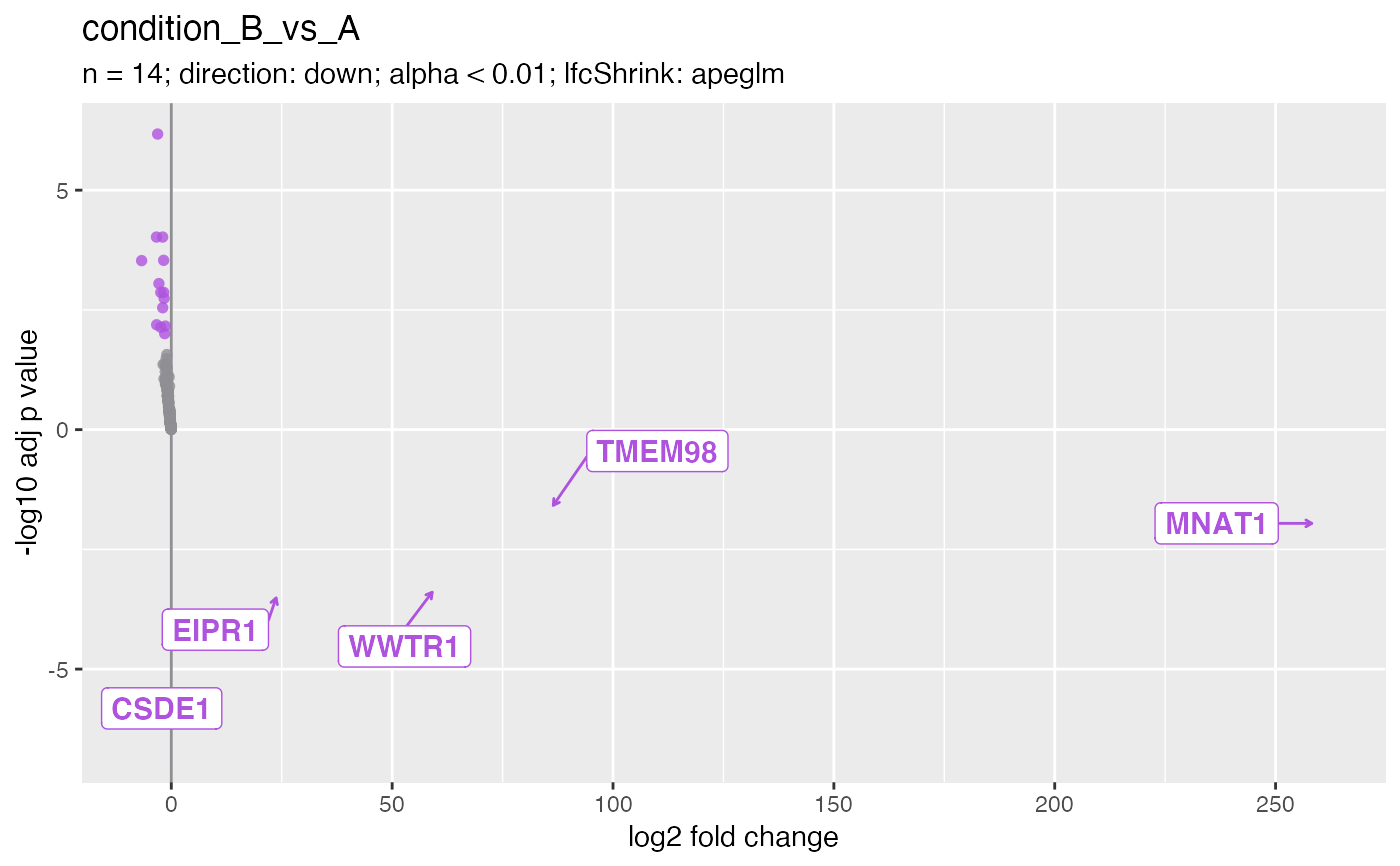 condition_B_vs_A
n = 14; direction: down; alpha < 0.01; lfcShrink: apeglm
5
0
-5
-log10 adj p value
TMEM98
MNAT1
EIPR1
WWTR1
CSDE1
0 50 100 150 200 250
log2 fold change